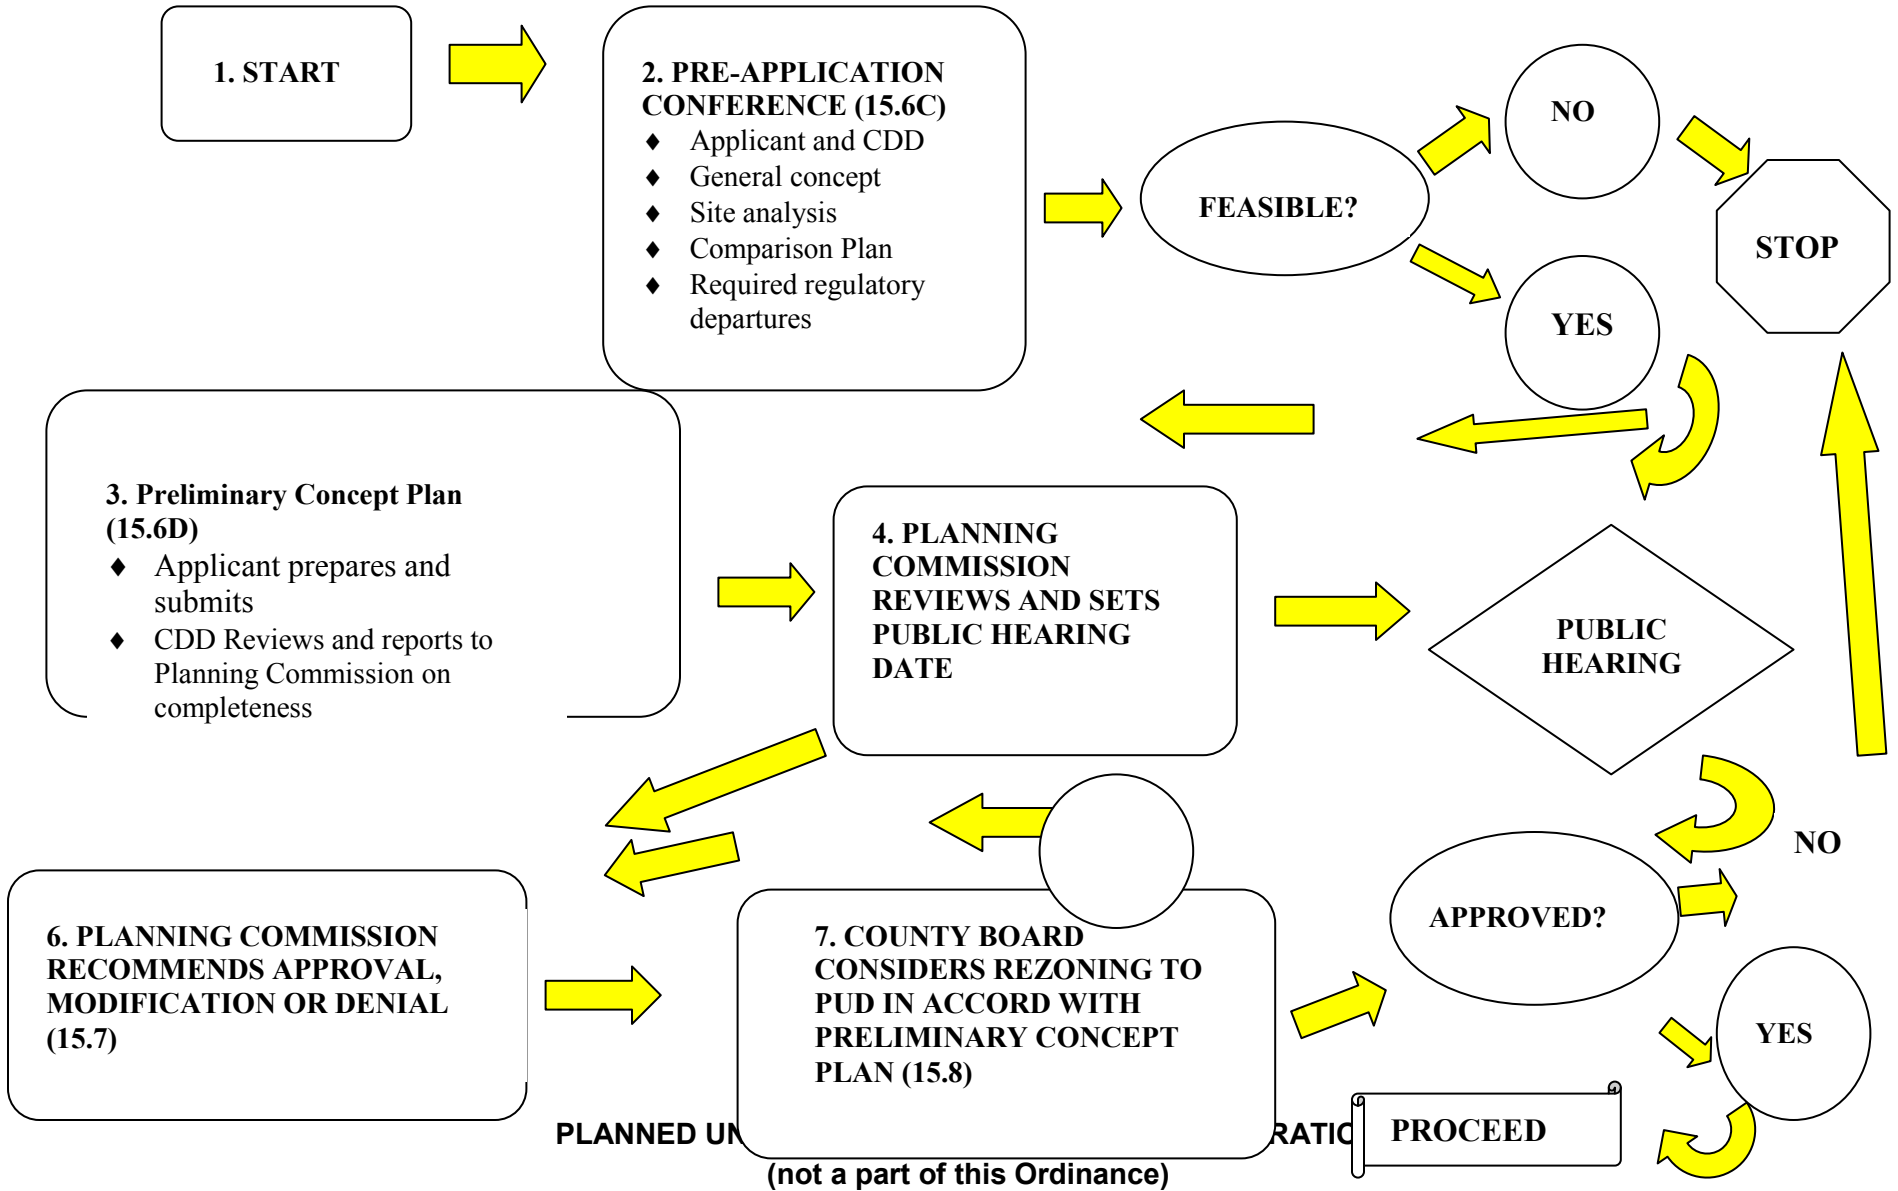 1. START
2. PRE-APPLICATION
CONFERENCE (15.6C)
♦ Applicant and CDD
♦ General concept
♦ Site analysis
♦ Comparison Plan
♦ Required regulatory
departures
FEASIBLE?
NO
STOP
YES
3. Preliminary Concept Plan
(15.6D)
♦ Applicant prepares and
submits
♦ CDD Reviews and reports to
Planning Commission on
completeness
4. PLANNING
COMMISSION
REVIEWS AND SETS
PUBLIC HEARING
DATE
PUBLIC
HEARING
6. PLANNING COMMISSION
RECOMMENDS APPROVAL,
MODIFICATION OR DENIAL
(15.7)
7. COUNTY BOARD
CONSIDERS REZONING TO
PUD IN ACCORD WITH
PRELIMINARY CONCEPT
PLAN (15.8)
APPROVED?
NO
YES
PROCEED
PLANNED
(not a part of this Ordinance)